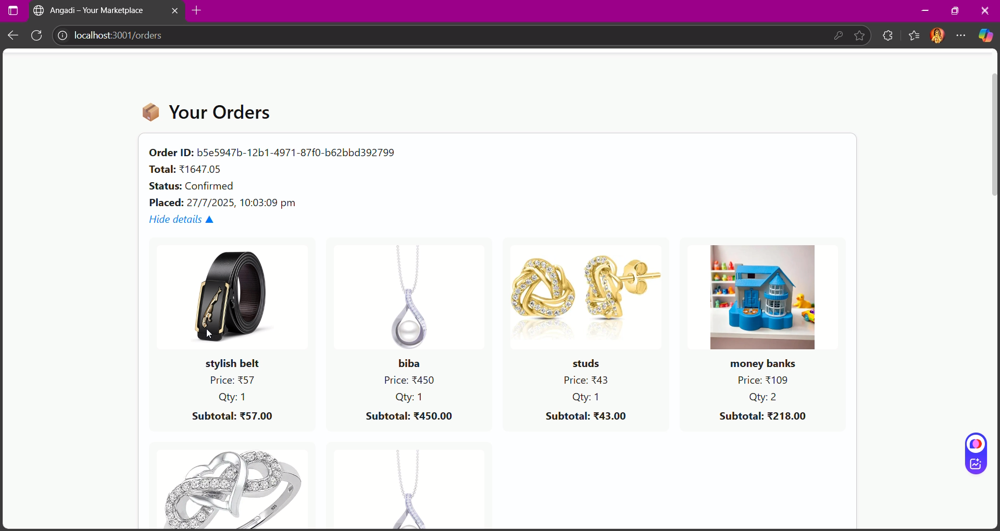 Angadi – Your Marketplace
localhost:3001/orders
📦 Your Orders
Order ID: b5e5947b-12b1-4971-87f0-b62bbd392799
Total: ₹1647.05
Status: Confirmed
Placed: 27/7/2025, 10:03:09 pm
Hide details ▲
stylish belt
Price: ₹57
Qty: 1
Subtotal: ₹57.00
biba
Price: ₹450
Qty: 1
Subtotal: ₹450.00
studs
Price: ₹43
Qty: 1
Subtotal: ₹43.00
money banks
Price: ₹109
Qty: 2
Subtotal: ₹218.00
925